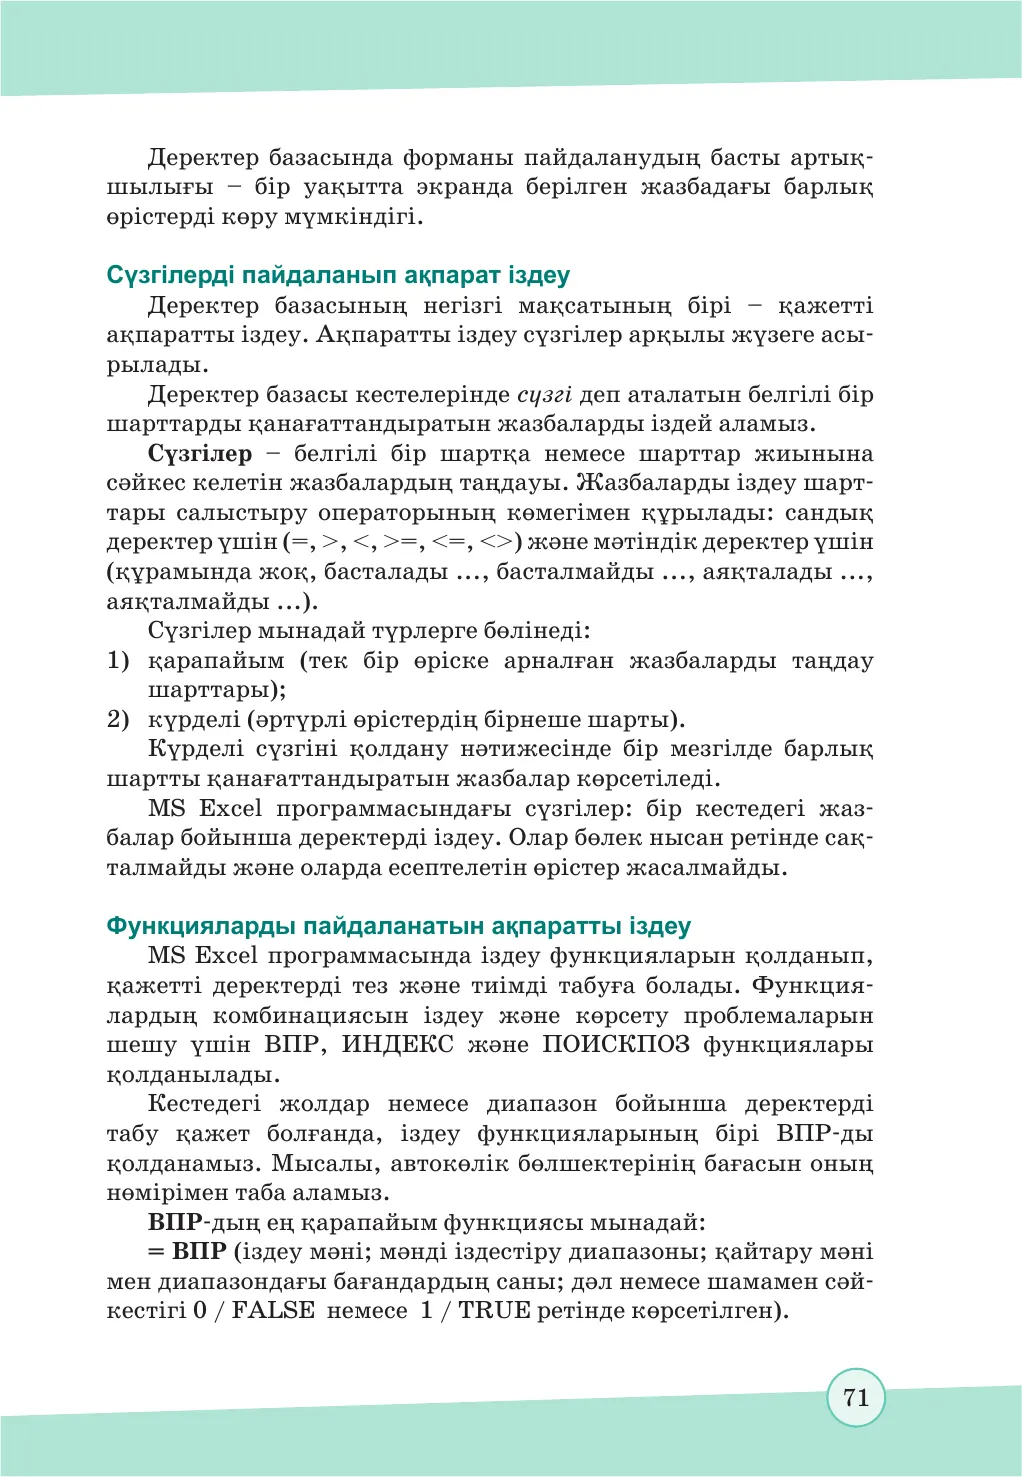 Деректер базасында форманы пайдаланудың басты артық-
шылығы – бір уақытта экранда берілген жазбадағы барлық
өрістерді көру мүмкіндігі.
Сүзгілерді пайдаланып ақпарат іздеу
Деректер базасының негізгі мақсатының бірі – қажетті
ақпаратты іздеу. Ақпаратты іздеу сүзгілер арқылы жүзеге асы-
рылады.
Деректер базасы кестелерінде сүзгі деп аталатын белгілі бір
шарттарды қанағаттандыратын жазбаларды іздей аламыз.
Сүзгілер – белгілі бір шартқа немесе шарттар жиынына
сәйкес келетін жазбалардың таңдауы. Жазбаларды іздеу шарт-
тары салыстыру операторының көмегімен құрылады: сандық
деректер үшін (=, >, <, >=, <=, <>) және мәтіндік деректер үшін
(құрамында жоқ, басталады ..., басталмайды ..., аяқталады ...,
аяқталмайды ...).
Сүзгілер мынадай түрлерге бөлінеді:
1) қарапайым (тек бір өріске арналған жазбаларды таңдау
шарттары);
2) күрделі (әртүрлі өрістердің бірнеше шарты).
Күрделі сүзгіні қолдану нәтижесінде бір мезгілде барлық
шартты қанағаттандыратын жазбалар көрсетіледі.
MS Excel программасындағы сүзгілер: бір кестедегі жаз-
балар бойынша деректерді іздеу. Олар бөлек нысан ретінде сақ-
талмайды және оларда есептелетін өрістер жасалмайды.
Функцияларды пайдаланатын ақпаратты іздеу
MS Excel программасында іздеу функцияларын қолданып,
қажетті деректерді тез және тиімді табуға болады. Функция-
лардың комбинациясын іздеу және көрсету проблемаларын
шешу үшін ВПР, ИНДЕКС және ПОИСКПОЗ функциялары
қолданылады.
Кестедегі жолдар немесе диапазон бойынша деректерді
табу қажет болғанда, іздеу функцияларының бірі ВПР-ды
қолданамыз. Мысалы, автокөлік бөлшектерінің бағасын оның
нөмірімен таба аламыз.
ВПР-дың ең қарапайым функциясы мынадай:
= ВПР (іздеу мәні; мәнді іздестіру диапазоны; қайтару мәні
мен диапазондағы бағандардың саны; дәл немесе шамамен сәй-
кестігі 0 / FALSE немесе 1 / TRUE ретінде көрсетілген).
71